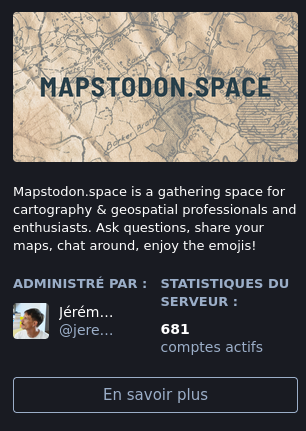 MAPSTODON.SPACE
Mapstodon.space is a gathering space for
cartography & geospatial professionals and
enthusiasts. Ask questions, share your
maps, chat around, enjoy the emojis!
ADMINISTRÉ PAR :
Jérém…
@jere…
STATISTIQUES DU
SERVEUR :
681
comptes actifs
En savoir plus